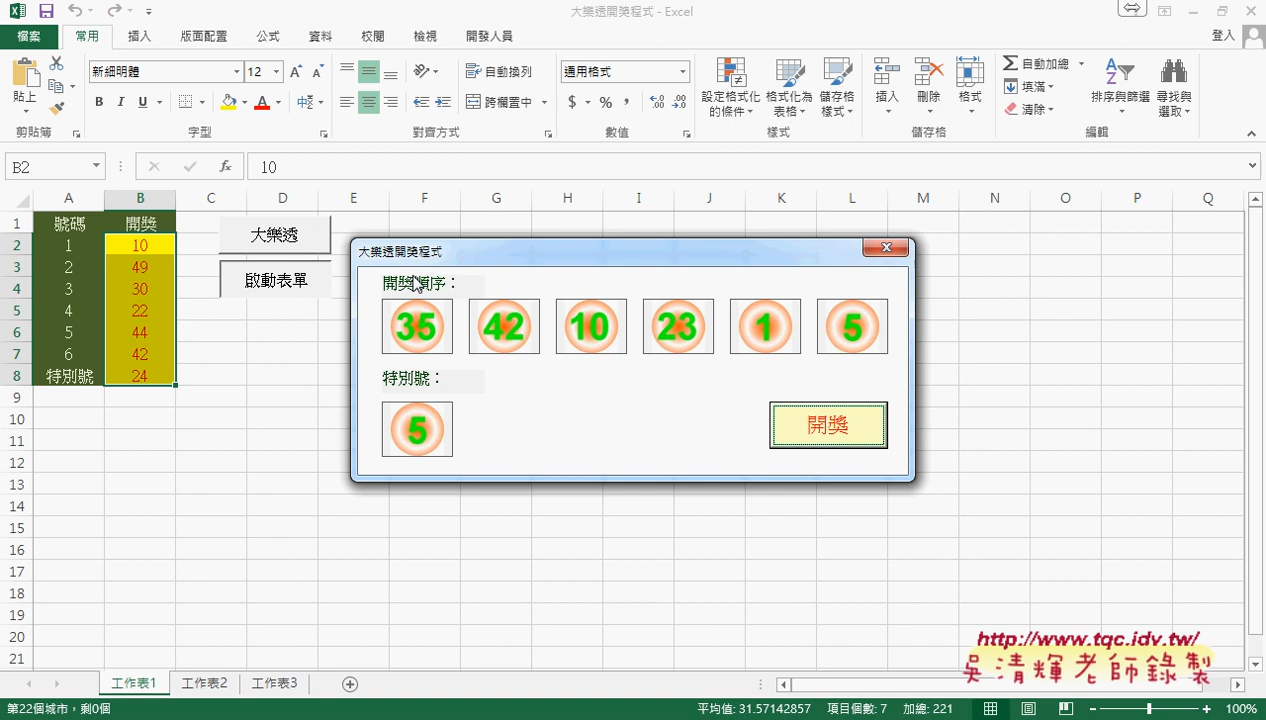 大樂透開獎程式 - Excel
檔案 常用 插入 版面配置 公式 資料 校閱 檢視 開發人員 登入
貼上 新細明體 12 自動換列 通用格式 設定格式化的條件 格式化為表格 儲存格樣式 插入 刪除 格式 自動加總 填滿 清除 排序與篩選 尋找與選取
B I U 跨欄置中 $ % ,
剪貼簿 字型 對齊方式 數值 樣式 儲存格 編輯
B2 fx 10
A B C D E F G H I J K L M N O P Q
1 號碼 開獎
2 1 10
3 2 49
4 3 30
5 4 22
6 5 44
7 6 42
8 特別號 24
9
10
11
12
13
14
15
16
17
18
19
20
21
大樂透
啟動表單
大樂透開獎程式
開獎順序：
35 42 10 23 1 5
特別號：
5
開獎
http://www.tqc.idv.tw/
吳清輝老師錄製
工作表1 工作表2 工作表3
第22個城市，剩0個 平均值: 31.57142857 項目個數: 7 加總: 221 100%